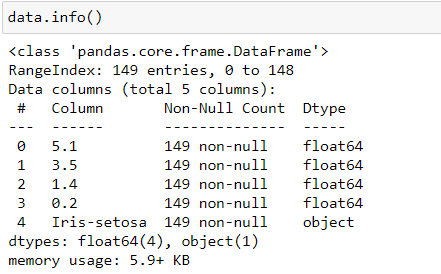 data.info()
<class 'pandas.core.frame.DataFrame'>
RangeIndex: 149 entries, 0 to 148
Data columns (total 5 columns):
 #   Column       Non-Null Count  Dtype
---  ------       --------------  -----
 0   5.1          149 non-null    float64
 1   3.5          149 non-null    float64
 2   1.4          149 non-null    float64
 3   0.2          149 non-null    float64
 4   Iris-setosa  149 non-null    object
dtypes: float64(4), object(1)
memory usage: 5.9+ KB